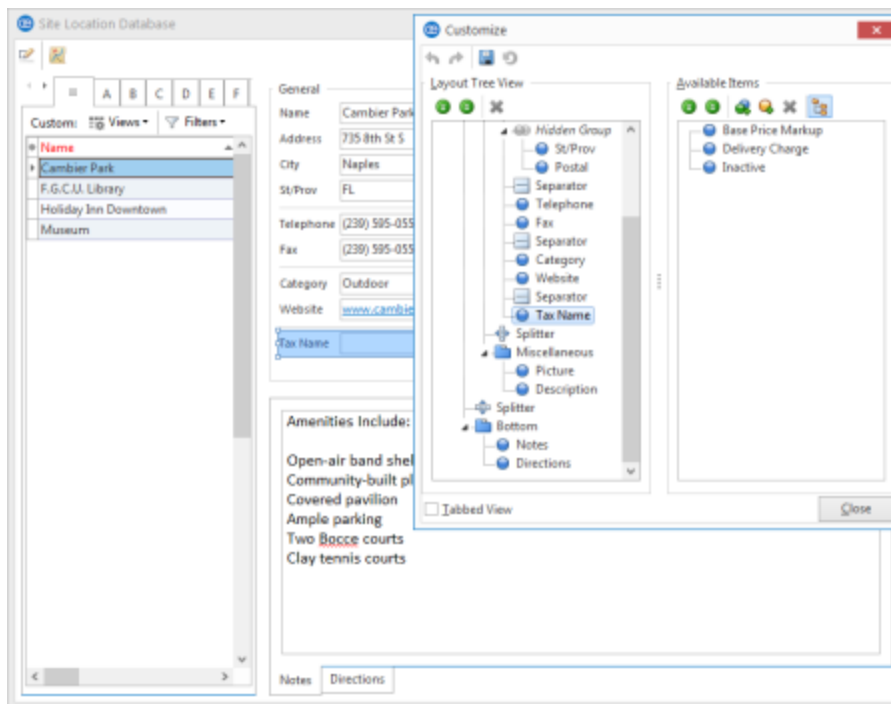 Site Location Database
A B C D E F
Custom: Views Filters
Name
Cambier Park
F.G.C.U. Library
Holiday Inn Downtown
Museum
General
Name Cambier Park
Address 735 8th St S
City Naples
St/Prov FL
Telephone (239) 595-055
Fax (239) 595-055
Category Outdoor
Website www.cambie
Tax Name
Amenities Include:
Open-air band shel
Community-built pl
Covered pavilion
Ample parking
Two Bocce courts
Clay tennis courts
Notes Directions
Customize
Layout Tree View
Hidden Group
St/Prov
Postal
Separator
Telephone
Fax
Separator
Category
Website
Separator
Tax Name
Splitter
Miscellaneous
Picture
Description
Splitter
Bottom
Notes
Directions
Tabbed View
Available Items
Base Price Markup
Delivery Charge
Inactive
Close